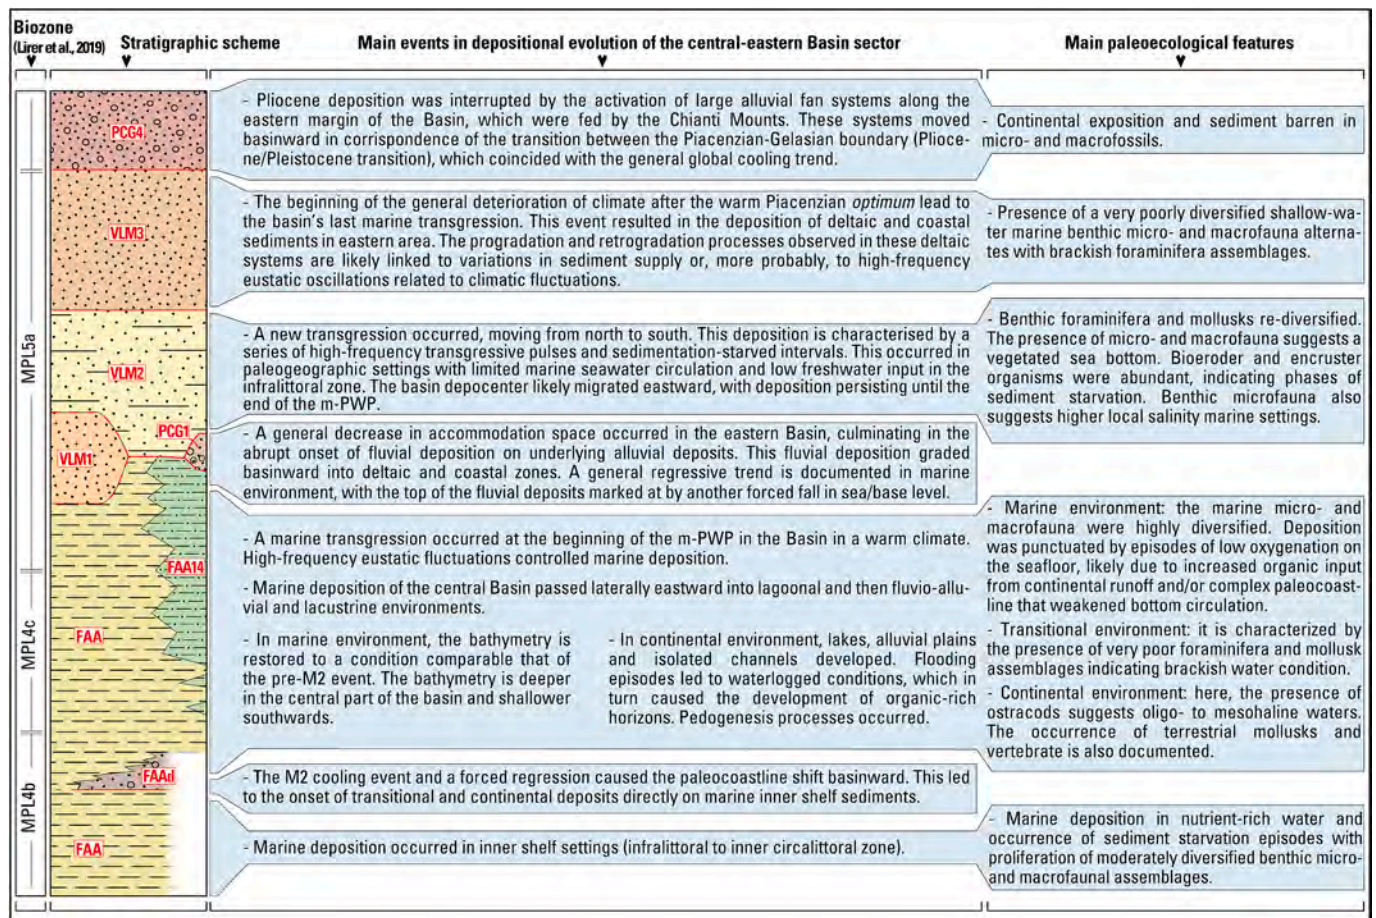 Biozone
(Lirer et al., 2019)
Stratigraphic scheme
Main events in depositional evolution of the central-eastern Basin sector
Main paleoecological features
MPL5a
MPL4c
MPL4b
PCG4
VLM3
VLM2
PCG1
VLM1
FAA14
FAA
FAAd
FAA
- Pliocene deposition was interrupted by the activation of large alluvial fan systems along the
eastern margin of the Basin, which were fed by the Chianti Mounts. These systems moved
basinward in corrispondence of the transition between the Piacenzian-Gelasian boundary (Plioce-
ne/Pleistocene transition), which coincided with the general global cooling trend.
- Continental exposition and sediment barren in
micro- and macrofossils.
- The beginning of the general deterioration of climate after the warm Piacenzian optimum lead to
the basin's last marine transgression. This event resulted in the deposition of deltaic and coastal
sediments in eastern area. The progradation and retrogradation processes observed in these deltaic
systems are likely linked to variations in sediment supply or, more probably, to high-frequency
eustatic oscillations related to climatic fluctuations.
- Presence of a very poorly diversified shallow-wa-
ter marine benthic micro- and macrofauna alterna-
tes with brackish foraminifera assemblages.
- A new transgression occurred, moving from north to south. This deposition is characterised by a
series of high-frequency transgressive pulses and sedimentation-starved intervals. This occurred in
paleogeographic settings with limited marine seawater circulation and low freshwater input in the
infralittoral zone. The basin depocenter likely migrated eastward, with deposition persisting until the
end of the m-PWP.
- Benthic foraminifera and mollusks re-diversified.
The presence of micro- and macrofauna suggests a
vegetated sea bottom. Bioeroder and encruster
organisms were abundant, indicating phases of
sediment starvation. Benthic microfauna also
suggests higher local salinity marine settings.
- A general decrease in accommodation space occurred in the eastern Basin, culminating in the
abrupt onset of fluvial deposition on underlying alluvial deposits. This fluvial deposition graded
basinward into deltaic and coastal zones. A general regressive trend is documented in marine
environment, with the top of the fluvial deposits marked at by another forced fall in sea/base level.
- A marine transgression occurred at the beginning of the m-PWP in the Basin in a warm climate.
High-frequency eustatic fluctuations controlled marine deposition.
- Marine deposition of the central Basin passed laterally eastward into lagoonal and then fluvio-allu-
vial and lacustrine environments.
- In marine environment, the bathymetry is
restored to a condition comparable that of
the pre-M2 event. The bathymetry is deeper
in the central part of the basin and shallower
southwards.
- In continental environment, lakes, alluvial plains
and isolated channels developed. Flooding
episodes led to waterlogged conditions, which in
turn caused the development of organic-rich
horizons. Pedogenesis processes occurred.
- Marine environment: the marine micro- and
macrofauna were highly diversified. Deposition
was punctuated by episodes of low oxygenation on
the seafloor, likely due to increased organic input
from continental runoff and/or complex paleocoast-
line that weakened bottom circulation.
- Transitional environment: it is characterized by
the presence of very poor foraminifera and mollusk
assemblages indicating brackish water condition.
- Continental environment: here, the presence of
ostracods suggests oligo- to mesohaline waters.
The occurrence of terrestrial mollusks and
vertebrate is also documented.
- The M2 cooling event and a forced regression caused the paleocoastline shift basinward. This led
to the onset of transitional and continental deposits directly on marine inner shelf sediments.
- Marine deposition occurred in inner shelf settings (infralittoral to inner circalittoral zone).
- Marine deposition in nutrient-rich water and
occurrence of sediment starvation episodes with
proliferation of moderately diversified benthic micro-
and macrofaunal assemblages.